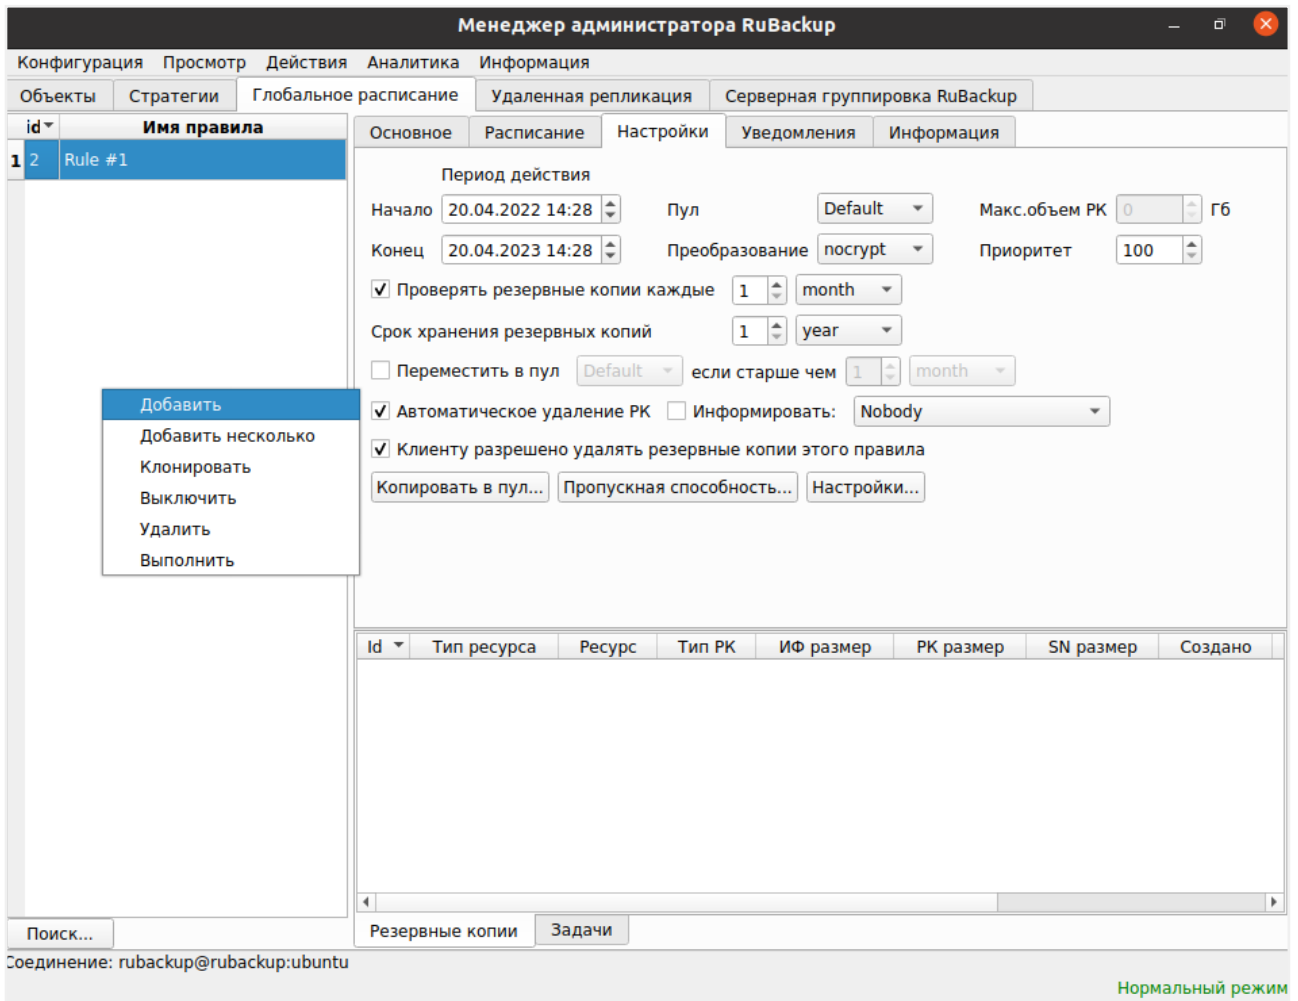 Менеджер администратора RuBackup
Конфигурация Просмотр Действия Аналитика Информация
Объекты Стратегии Глобальное расписание Удаленная репликация Серверная группировка RuBackup
id Имя правила
1 2 Rule #1
Основное Расписание Настройки Уведомления Информация
Период действия
Начало 20.04.2022 14:28 Пул Default Макс.объем РК 0 Гб
Конец 20.04.2023 14:28 Преобразование nocrypt Приоритет 100
Проверять резервные копии каждые 1 month
Срок хранения резервных копий 1 year
Переместить в пул Default если старше чем 1 month
Автоматическое удаление РК Информировать: Nobody
Клиенту разрешено удалять резервные копии этого правила
Копировать в пул... Пропускная способность... Настройки...
Добавить
Добавить несколько
Клонировать
Выключить
Удалить
Выполнить
Id Тип ресурса Ресурс Тип РК ИФ размер РК размер SN размер Создано
Резервные копии Задачи
Поиск...
Соединение: rubackup@rubackup:ubuntu
Нормальный режим